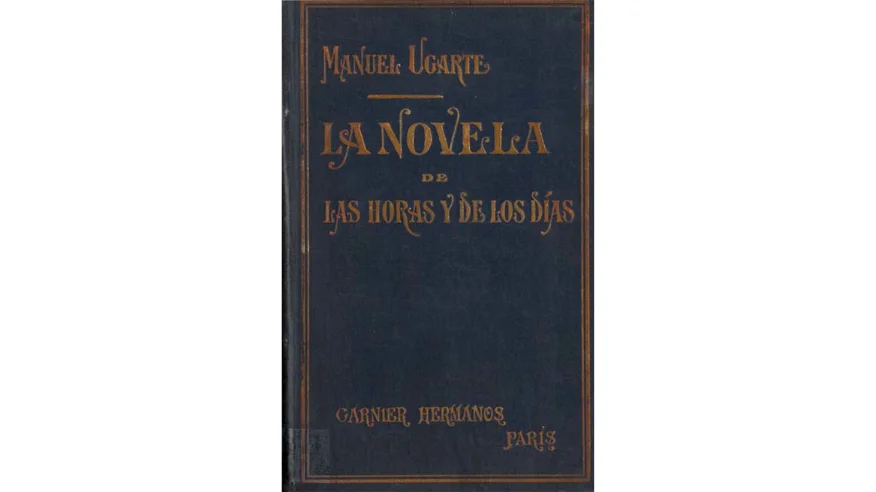 MANUEL UGARTE
LA NOVELA
DE
LAS HORAS Y DE LOS DÍAS
GARNIER HERMANOS
PARÍS